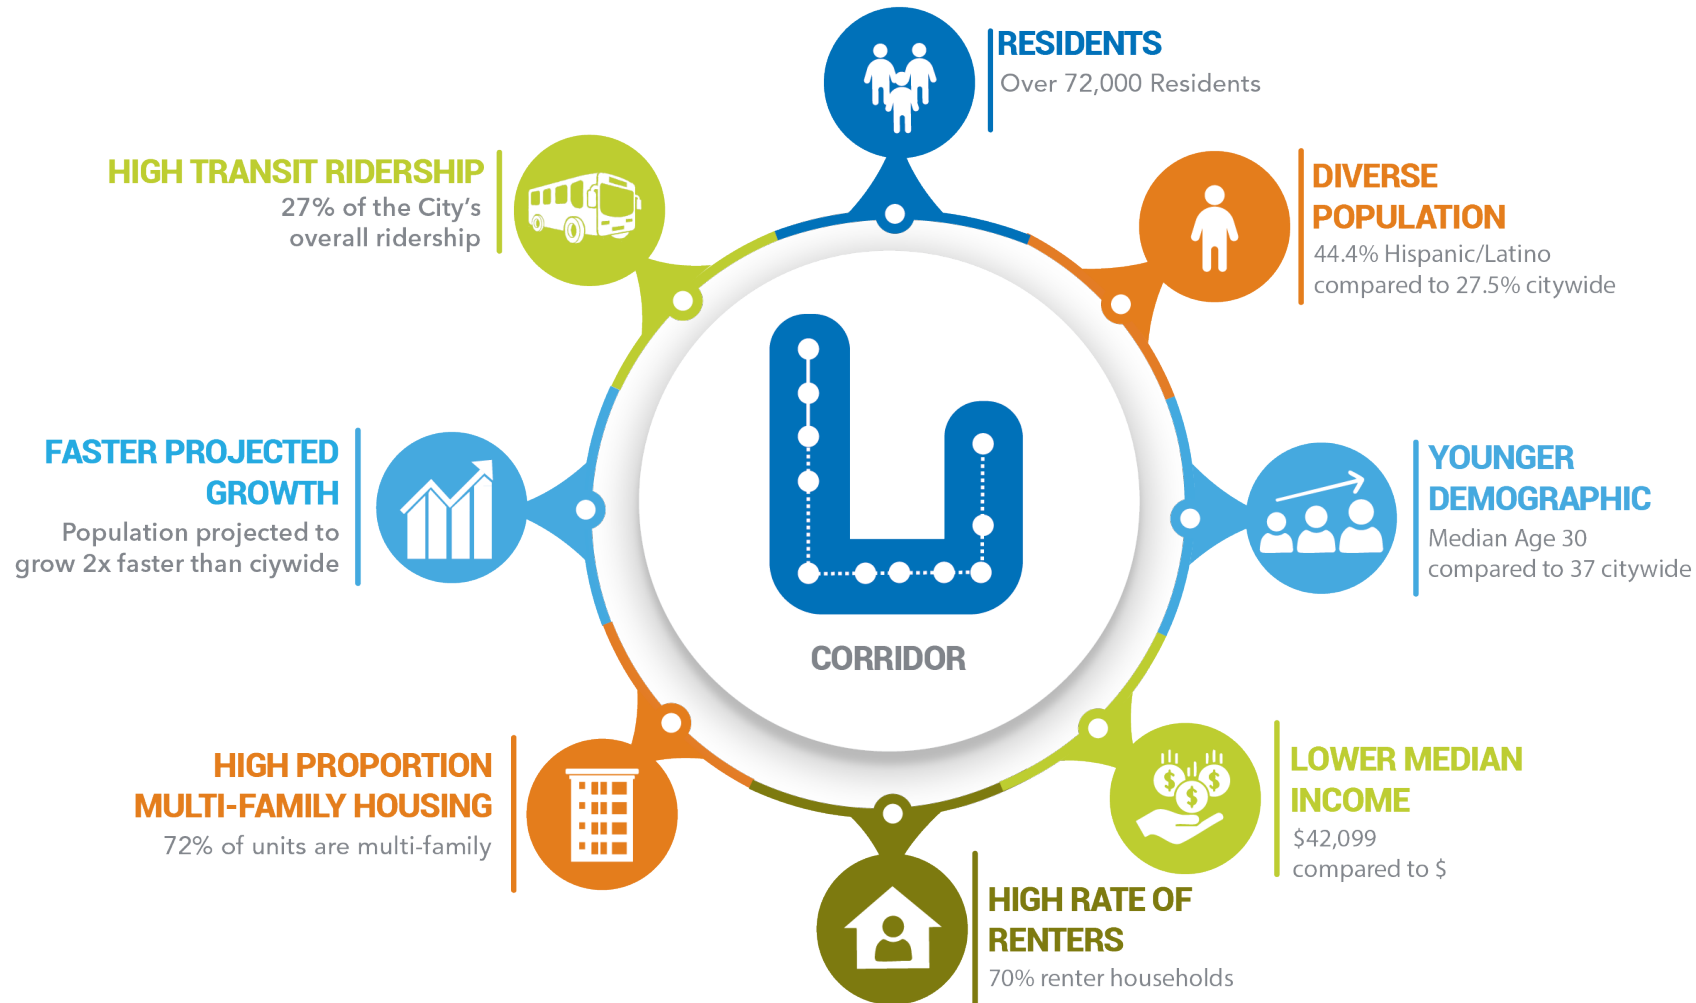 RESIDENTS
Over 72,000 Residents
DIVERSE
POPULATION
44.4% Hispanic/Latino
compared to 27.5% citywide
YOUNGER
DEMOGRAPHIC
Median Age 30
compared to 37 citywide
LOWER MEDIAN
INCOME
$42,099
compared to $
HIGH RATE OF
RENTERS
70% renter households
HIGH PROPORTION
MULTI-FAMILY HOUSING
72% of units are multi-family
FASTER PROJECTED
GROWTH
Population projected to
grow 2x faster than ciywide
HIGH TRANSIT RIDERSHIP
27% of the City's
overall ridership
CORRIDOR
$ $ $